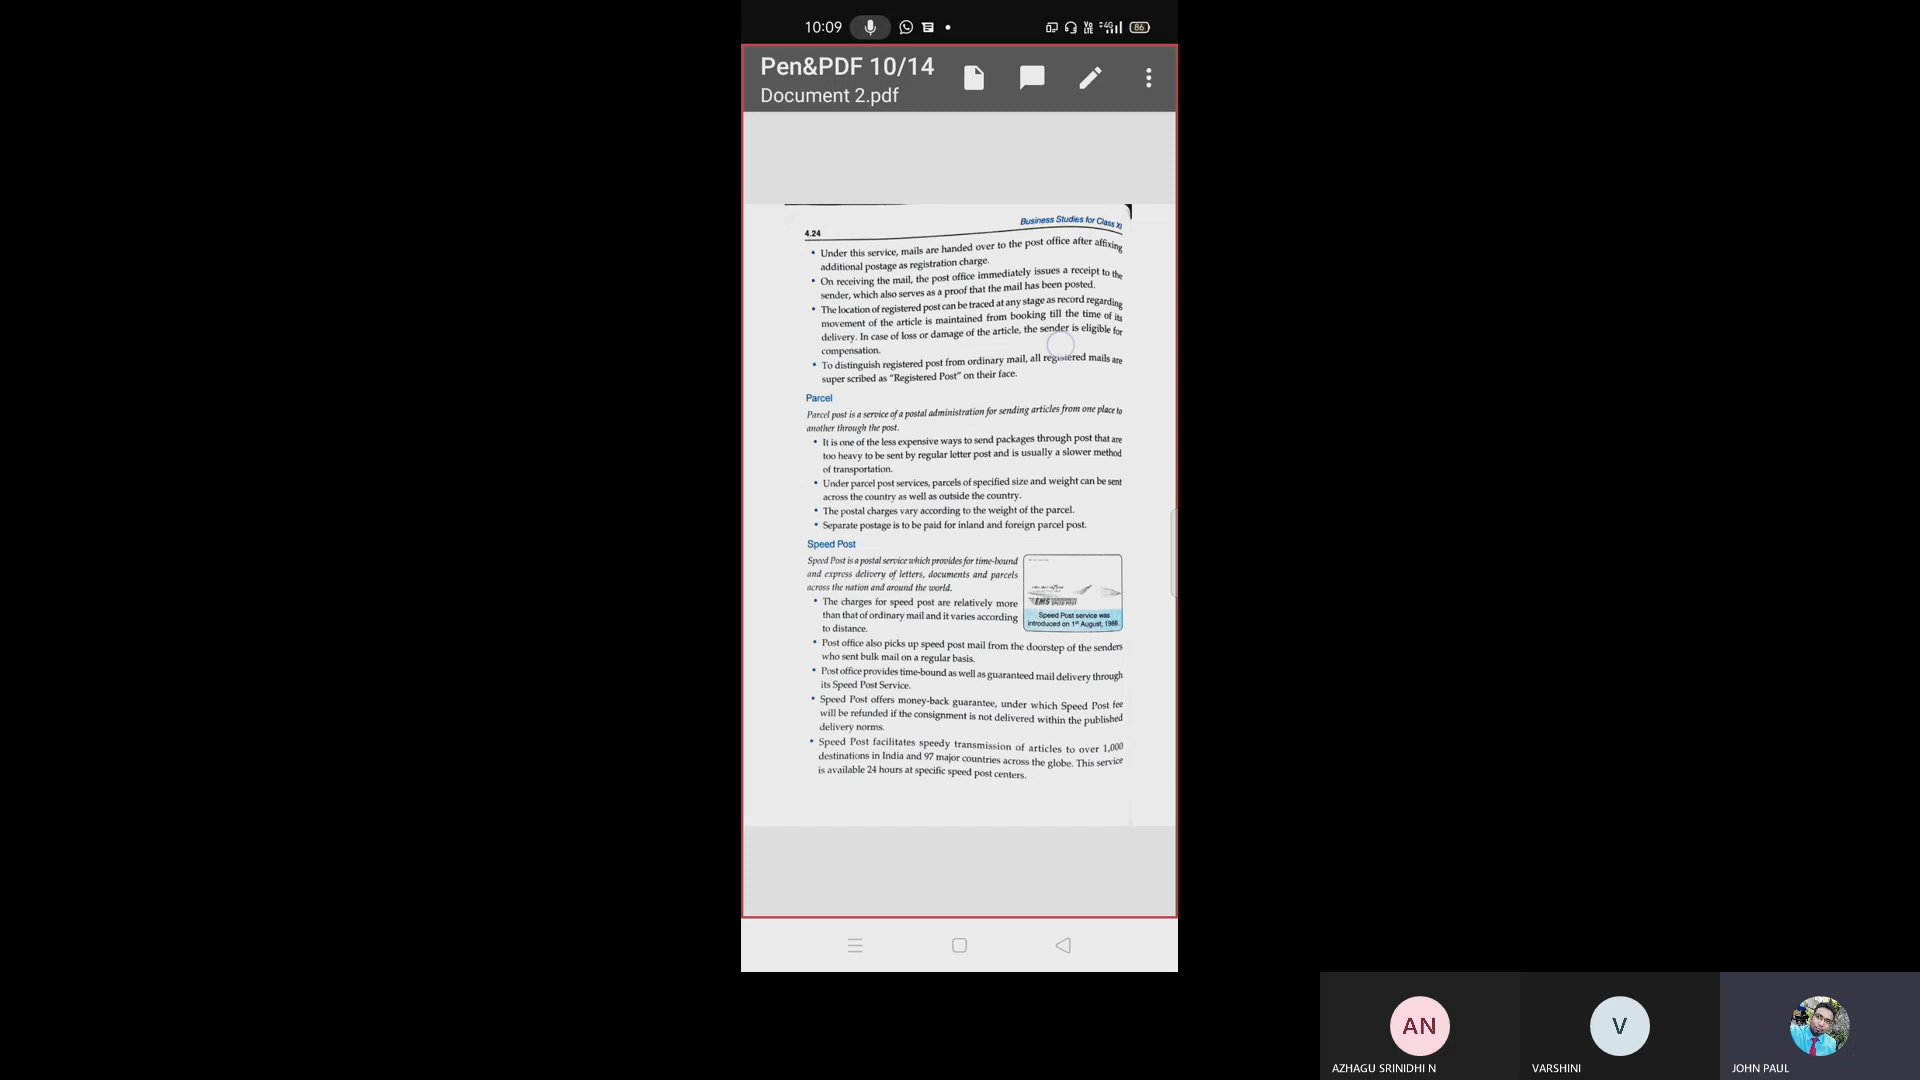 10:09
Vo LTE 4G 86
Pen&PDF 10/14
Document 2.pdf
Business Studies for Class XI
4.24
• Under this service, mails are handed over to the post office after affixing
additional postage as registration charge.
• On receiving the mail, the post office immediately issues a receipt to the
sender, which also serves as a proof that the mail has been posted.
• The location of registered post can be traced at any stage as record regarding
movement of the article is maintained from booking till the time of its
delivery. In case of loss or damage of the article, the sender is eligible for
compensation.
• To distinguish registered post from ordinary mail, all registered mails are
super scribed as “Registered Post” on their face.
Parcel
Parcel post is a service of a postal administration for sending articles from one place to
another through the post.
• It is one of the less expensive ways to send packages through post that are
too heavy to be sent by regular letter post and is usually a slower method
of transportation.
• Under parcel post services, parcels of specified size and weight can be sent
across the country as well as outside the country.
• The postal charges vary according to the weight of the parcel.
• Separate postage is to be paid for inland and foreign parcel post.
Speed Post
Speed Post is a postal service which provides for time-bound
and express delivery of letters, documents and parcels
across the nation and around the world.
• The charges for speed post are relatively more
than that of ordinary mail and it varies according
to distance.
EMS SPEED POST
Speed Post service was
introduced on 1st August, 1986.
• Post office also picks up speed post mail from the doorstep of the senders
who sent bulk mail on a regular basis.
• Post office provides time-bound as well as guaranteed mail delivery through
its Speed Post Service.
• Speed Post offers money-back guarantee, under which Speed Post fee
will be refunded if the consignment is not delivered within the published
delivery norms.
• Speed Post facilitates speedy transmission of articles to over 1,000
destinations in India and 97 major countries across the globe. This service
is available 24 hours at specific speed post centers.
AN
V
AZHAGU SRINIDHI N
VARSHINI
JOHN PAUL